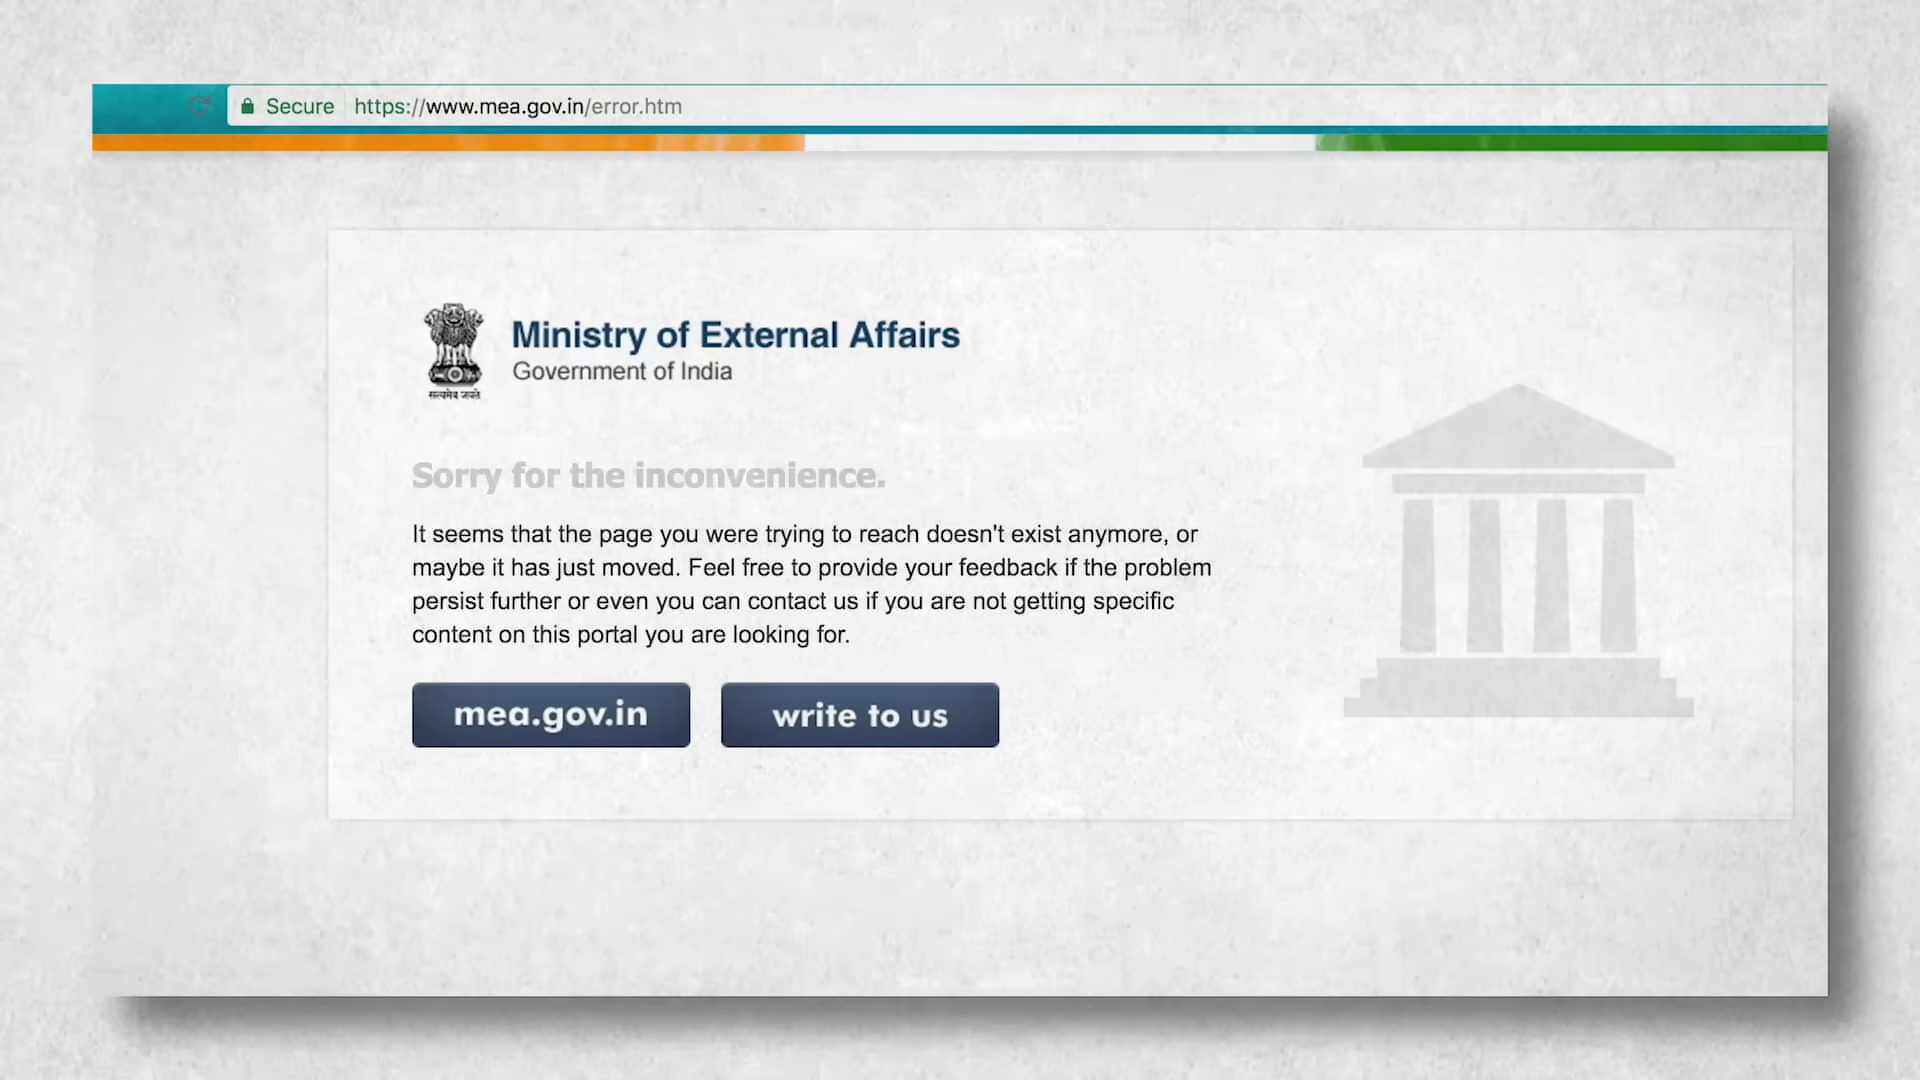 Secure https://www.mea.gov.in/error.htm
Ministry of External Affairs
Government of India
सत्यमेव जयते
Sorry for the inconvenience.
It seems that the page you were trying to reach doesn't exist anymore, or
maybe it has just moved. Feel free to provide your feedback if the problem
persist further or even you can contact us if you are not getting specific
content on this portal you are looking for.
mea.gov.in write to us